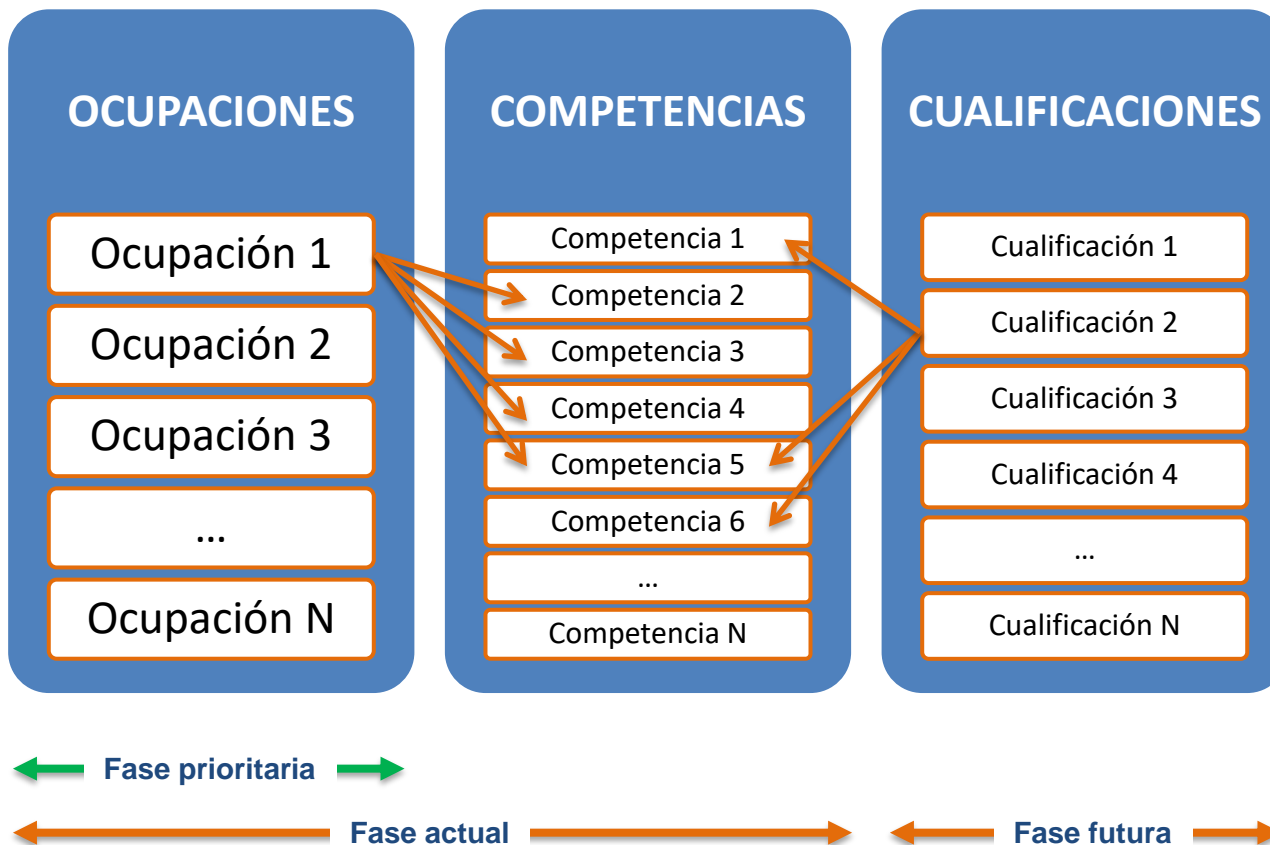 OCUPACIONES
Ocupación 1
Ocupación 2
Ocupación 3
...
Ocupación N
COMPETENCIAS
Competencia 1
Competencia 2
Competencia 3
Competencia 4
Competencia 5
Competencia 6
...
Competencia N
CUALIFICACIONES
Cualificación 1
Cualificación 2
Cualificación 3
Cualificación 4
...
Cualificación N
Fase prioritaria
Fase actual
Fase futura